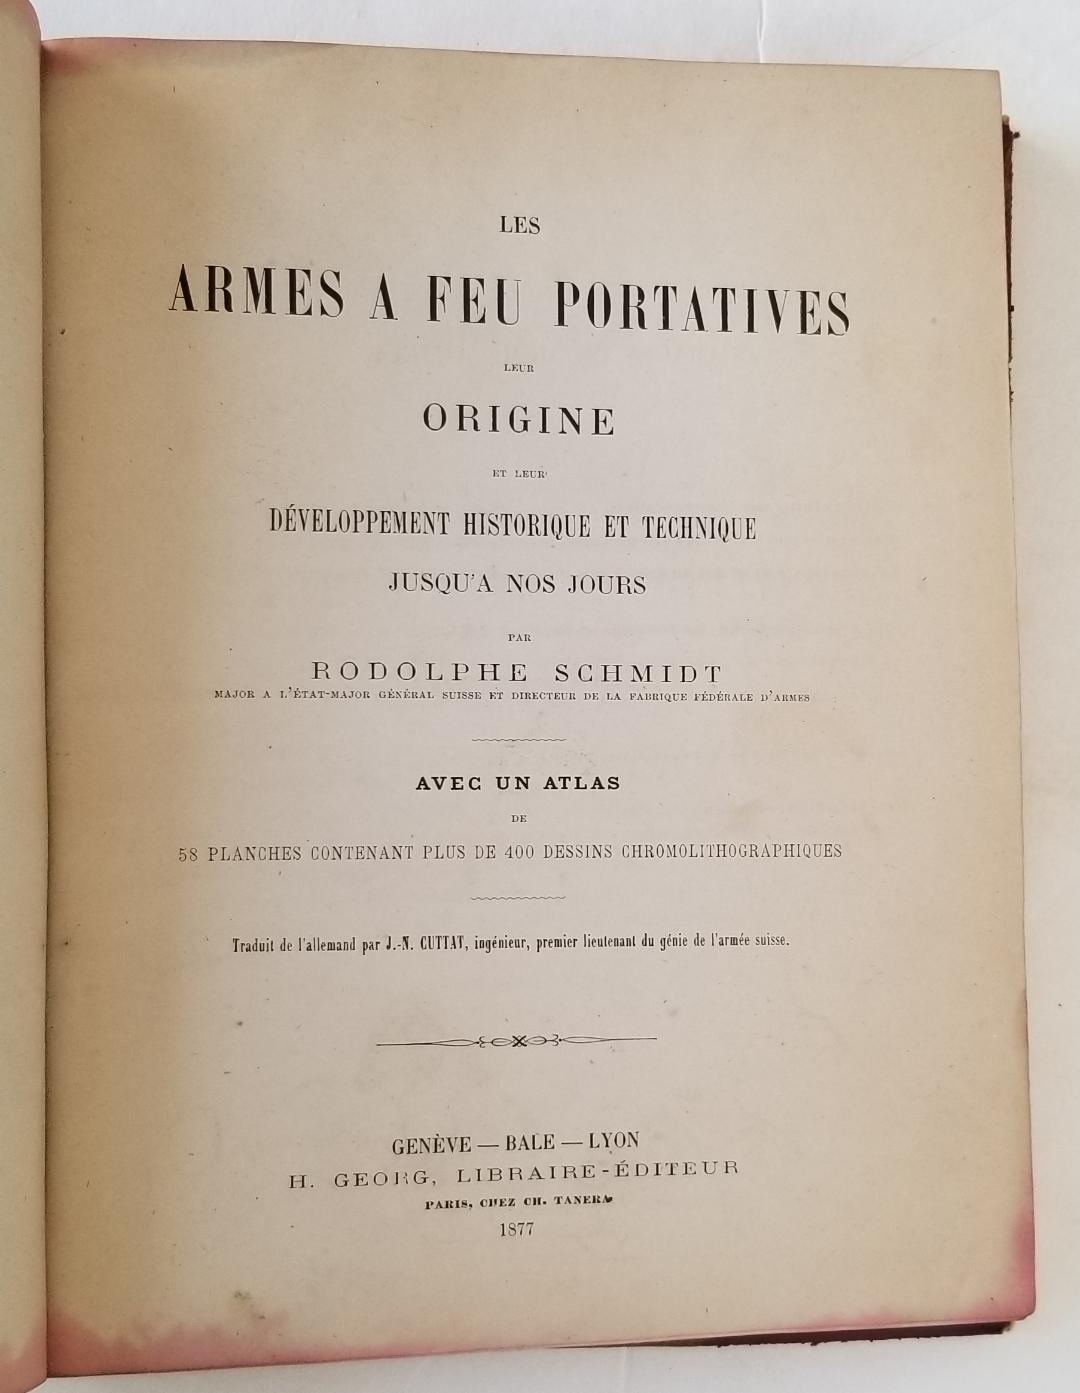 LES
ARMES A FEU PORTATIVES
LEUR
ORIGINE
ET LEUR
DÉVELOPPEMENT HISTORIQUE ET TECHNIQUE
JUSQU'A NOS JOURS
PAR
RODOLPHE SCHMIDT
MAJOR A L'ÉTAT-MAJOR GÉNÉRAL SUISSE ET DIRECTEUR DE LA FABRIQUE FÉDÉRALE D'ARMES
AVEC UN ATLAS
DE
58 PLANCHES CONTENANT PLUS DE 400 DESSINS CHROMOLITHOGRAPHIQUES
Traduit de l'allemand par J.-N. CUTTAT, ingénieur, premier lieutenant du génie de l'armée suisse.
GENÈVE — BALE — LYON
H. GEORG, LIBRAIRE-ÉDITEUR
PARIS, CHEZ CH. TANERA
1877